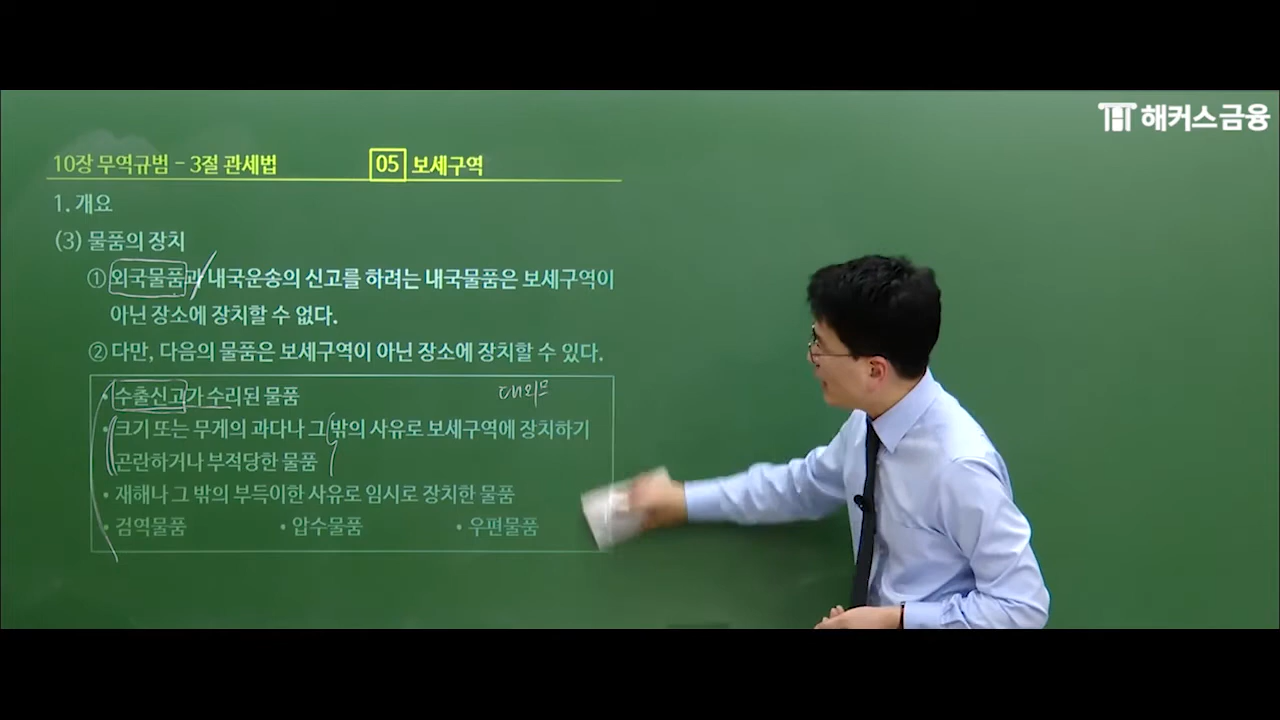 해커스금융
10장 무역규범 - 3절 관세법
05 보세구역
1. 개요
(3) 물품의 장치
① 외국물품과 내국운송의 신고를 하려는 내국물품은 보세구역이
아닌 장소에 장치할 수 없다.
② 다만, 다음의 물품은 보세구역이 아닌 장소에 장치할 수 있다.
• 수출신고가 수리된 물품
대외무
• 크기 또는 무게의 과다나 그 밖의 사유로 보세구역에 장치하기
곤란하거나 부적당한 물품
• 재해나 그 밖의 부득이한 사유로 임시로 장치한 물품
• 검역물품 • 압수물품 • 우편물품